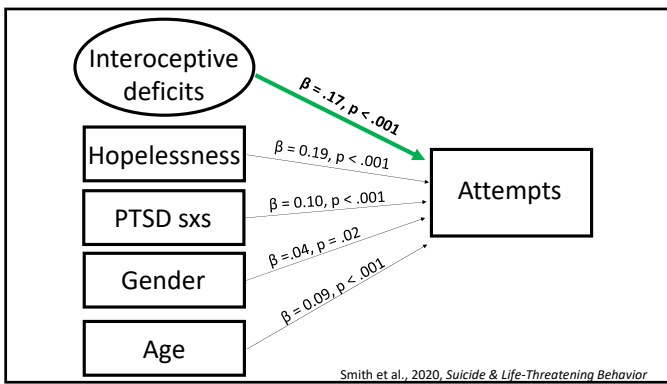 Interoceptive
deficits
β = .17, p < .001
Hopelessness
β = 0.19, p < .001
PTSD sxs
β = 0.10, p < .001
Attempts
Gender
β =.04, p = .02
Age
β = 0.09, p < .001
Smith et al., 2020, Suicide & Life-Threatening Behavior